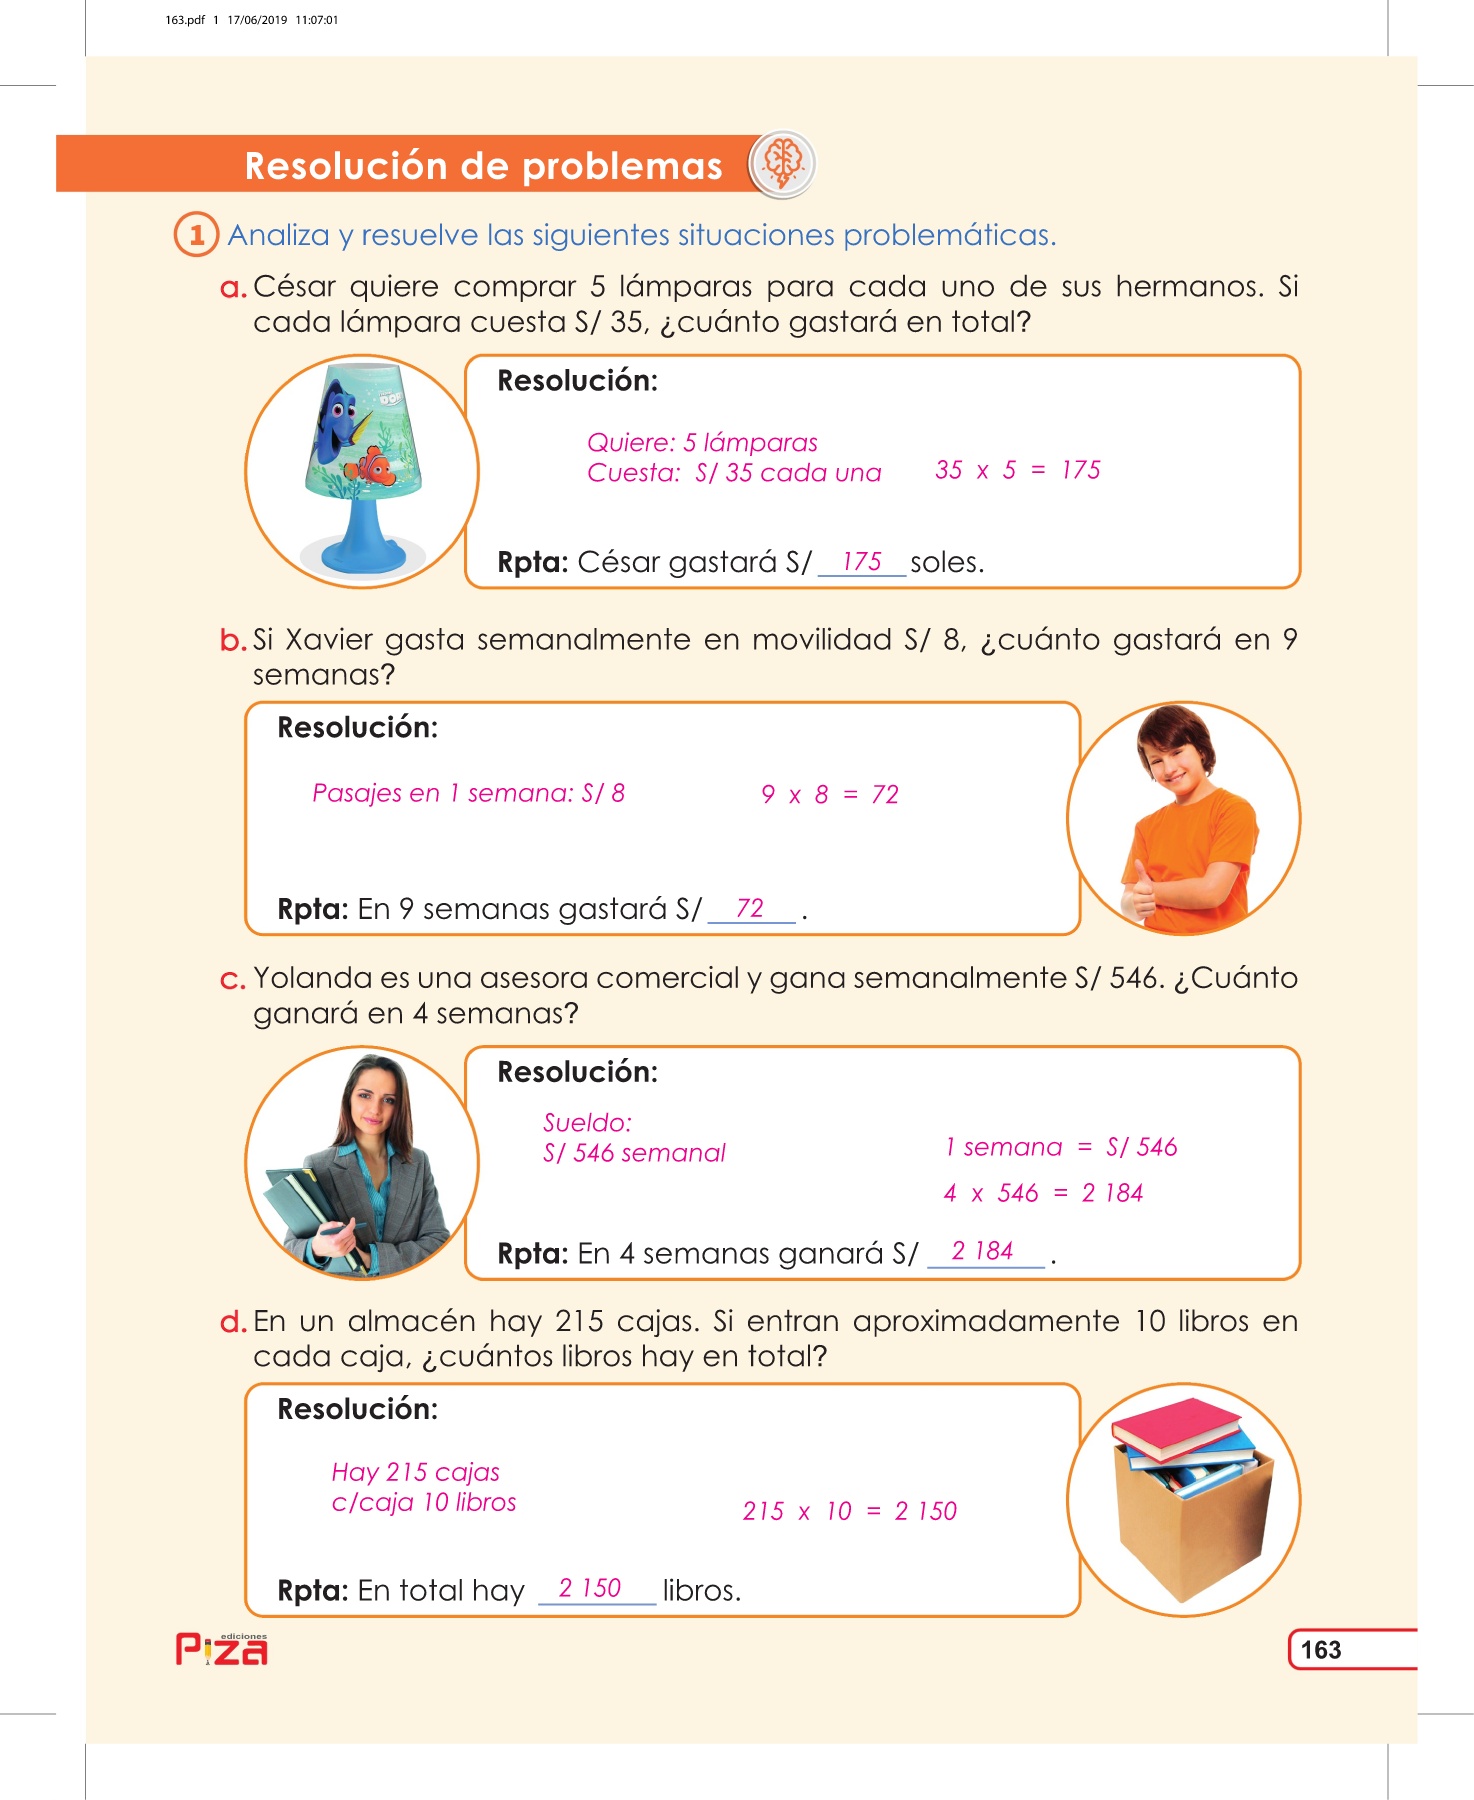 163.pdf 1 17/06/2019 11:07:01
Resolución de problemas
1 Analiza y resuelve las siguientes situaciones problemáticas.
a. César quiere comprar 5 lámparas para cada uno de sus hermanos. Si
cada lámpara cuesta S/ 35, ¿cuánto gastará en total?
Resolución:
Quiere: 5 lámparas
Cuesta: S/ 35 cada una 35 x 5 = 175
Rpta: César gastará S/ 175 soles.
b. Si Xavier gasta semanalmente en movilidad S/ 8, ¿cuánto gastará en 9
semanas?
Resolución:
Pasajes en 1 semana: S/ 8 9 x 8 = 72
Rpta: En 9 semanas gastará S/ 72 .
c. Yolanda es una asesora comercial y gana semanalmente S/ 546. ¿Cuánto
ganará en 4 semanas?
Resolución:
Sueldo:
S/ 546 semanal
1 semana = S/ 546
4 x 546 = 2 184
Rpta: En 4 semanas ganará S/ 2 184 .
d. En un almacén hay 215 cajas. Si entran aproximadamente 10 libros en
cada caja, ¿cuántos libros hay en total?
Resolución:
Hay 215 cajas
c/caja 10 libros
215 x 10 = 2 150
Rpta: En total hay 2 150 libros.
ediciones
Piza
163